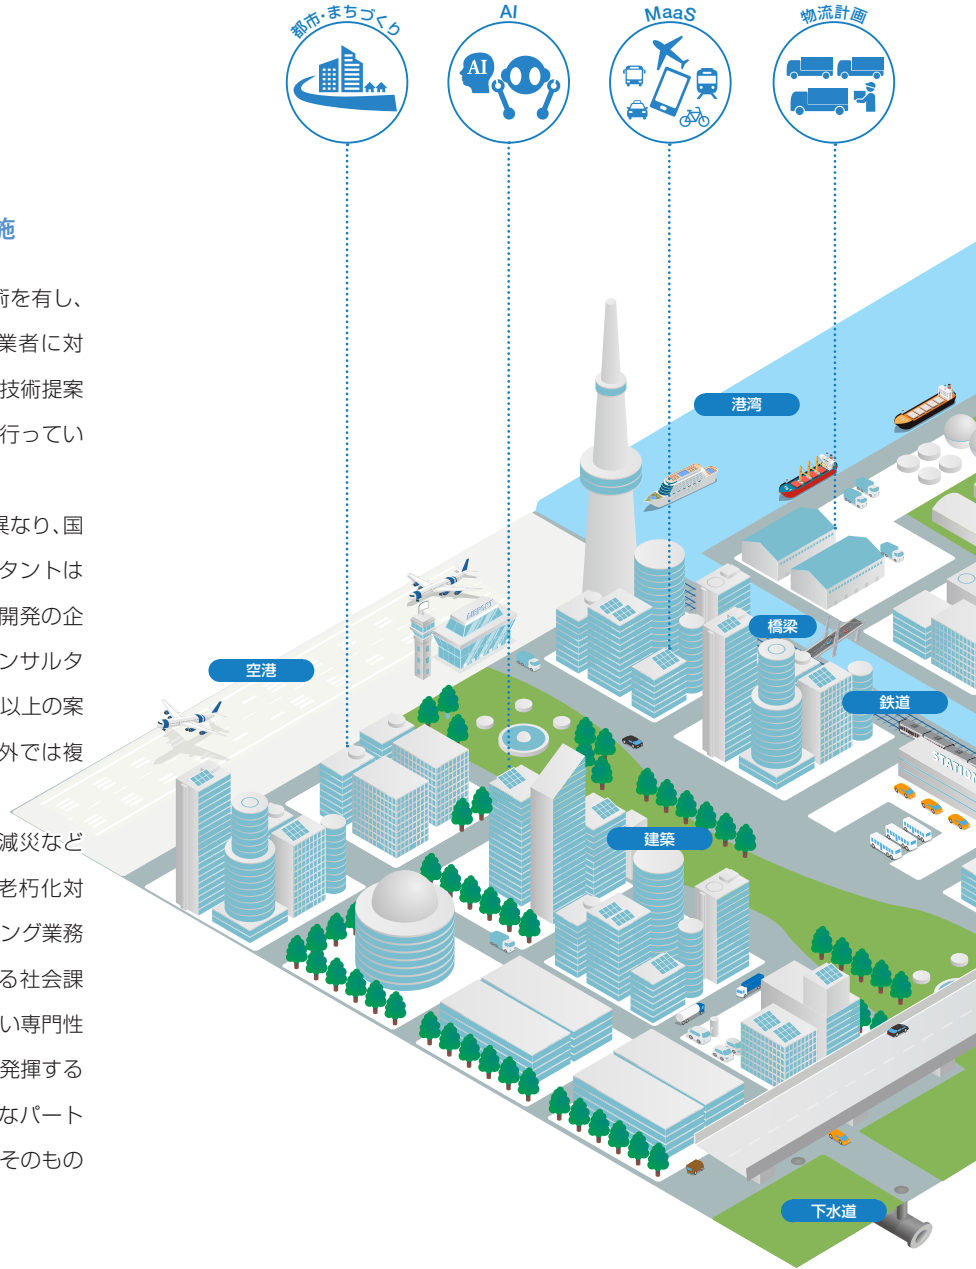 都市・まちづくり
AI
MaaS
物流計画
AI
施
術を有し、
業者に対
技術提案
行ってい
異なり、国
タントは
開発の企
ンサルタ
以上の案
外では複
減災など
老朽化対
ング業務
る社会課
い専門性
発揮する
なパート
そのもの
港湾
橋梁
空港
AIRPORT
鉄道
STATION
建築
下水道